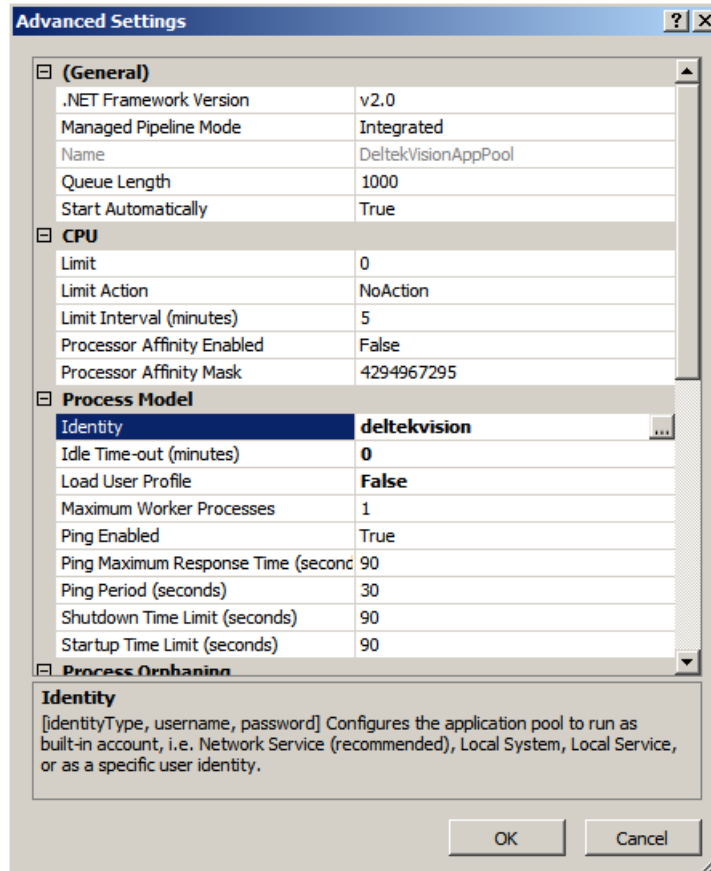 Advanced Settings
(General)
.NET Framework Version v2.0
Managed Pipeline Mode Integrated
Name DeltekVisionAppPool
Queue Length 1000
Start Automatically True
CPU
Limit 0
Limit Action NoAction
Limit Interval (minutes) 5
Processor Affinity Enabled False
Processor Affinity Mask 4294967295
Process Model
Identity deltekvision ...
Idle Time-out (minutes) 0
Load User Profile False
Maximum Worker Processes 1
Ping Enabled True
Ping Maximum Response Time (second 90
Ping Period (seconds) 30
Shutdown Time Limit (seconds) 90
Startup Time Limit (seconds) 90
Process Orphaning
Identity
[identityType, username, password] Configures the application pool to run as
built-in account, i.e. Network Service (recommended), Local System, Local Service,
or as a specific user identity.
OK Cancel